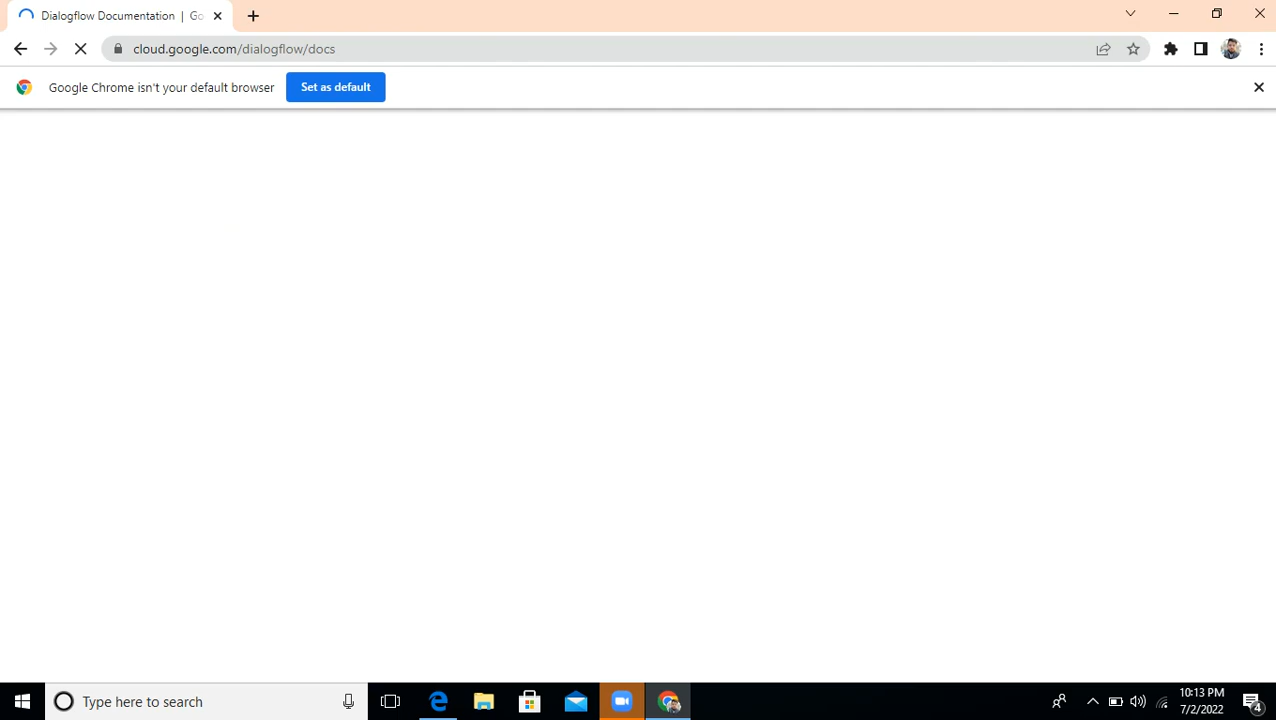 Dialogflow Documentation | Go
cloud.google.com/dialogflow/docs
Google Chrome isn't your default browser
Set as default
Type here to search
10:13 PM
7/2/2022
4